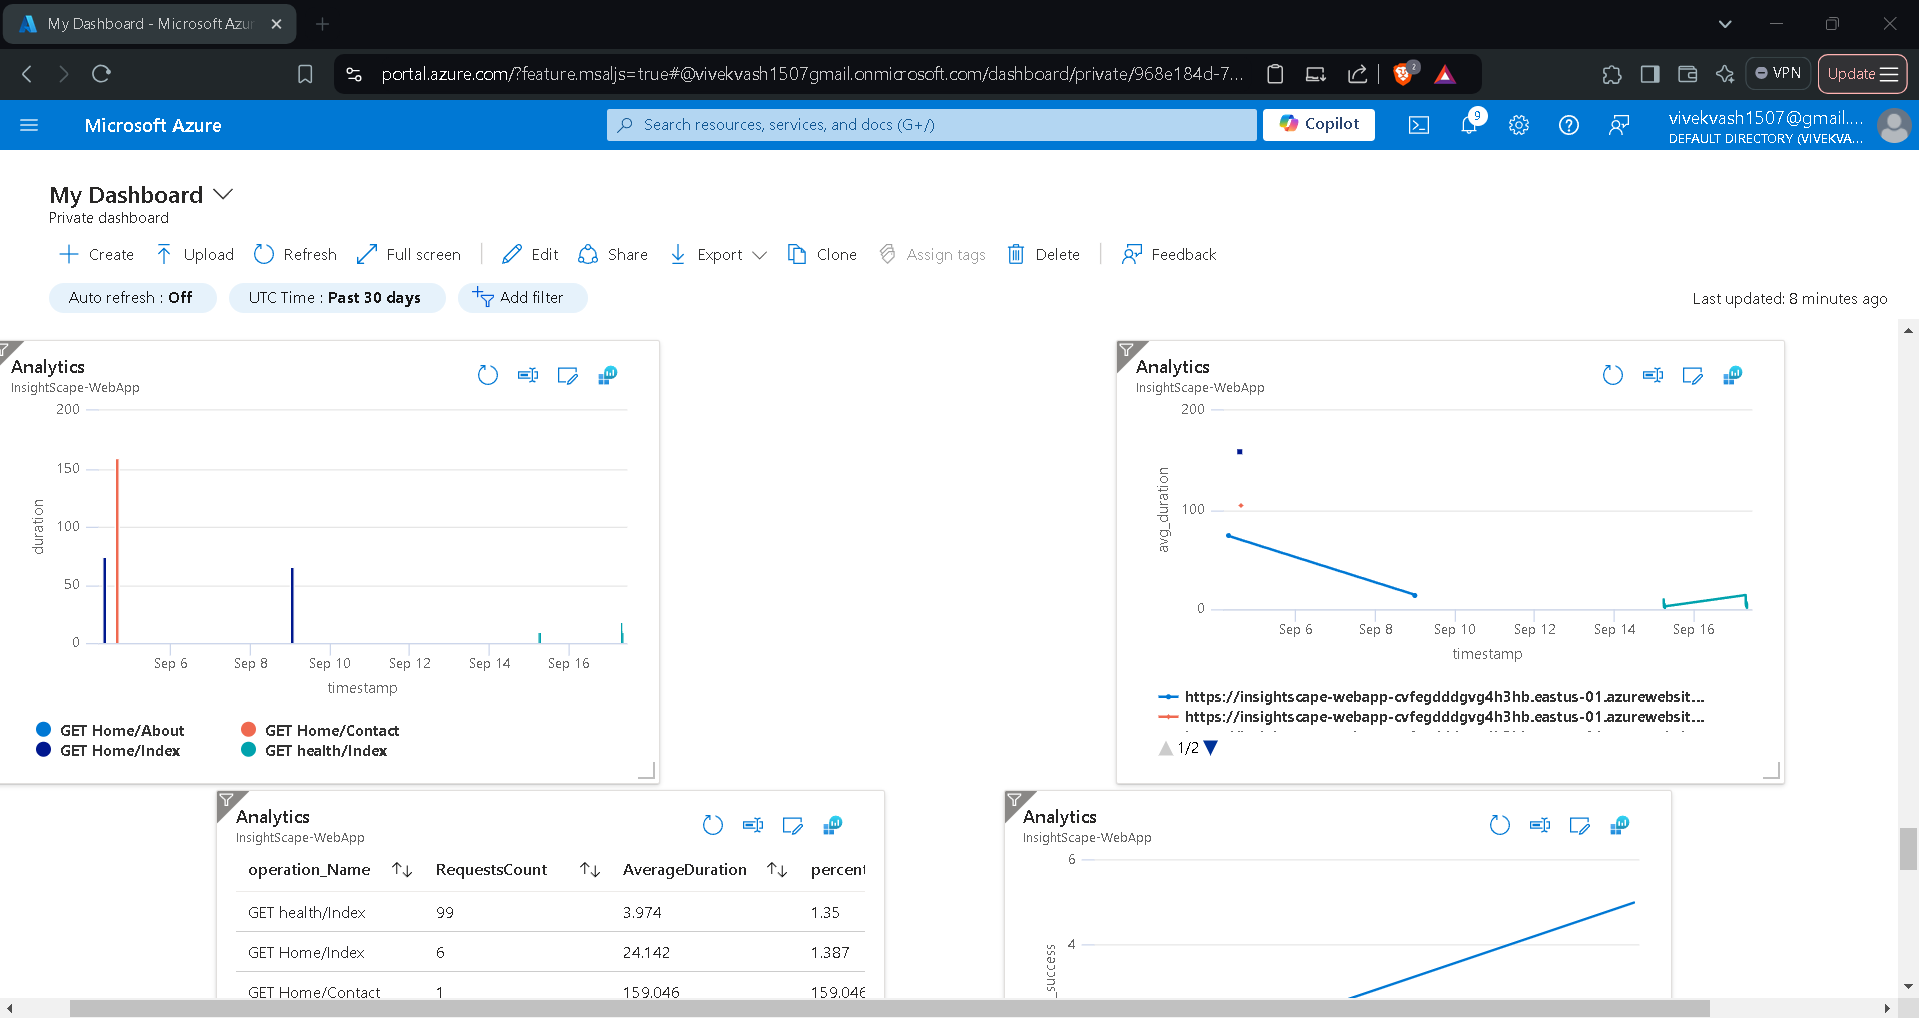 My Dashboard - Microsoft Azur
portal.azure.com/?feature.msaljs=true#@vivekvash1507gmail.onmicrosoft.com/dashboard/private/968e184d-7...
2
VPN
Update
Microsoft Azure
Search resources, services, and docs (G+/)
Copilot
9
vivekvash1507@gmail....
DEFAULT DIRECTORY (VIVEKVA...
My Dashboard
Private dashboard
Create
Upload
Refresh
Full screen
Edit
Share
Export
Clone
Assign tags
Delete
Feedback
Auto refresh : Off
UTC Time : Past 30 days
Add filter
Last updated: 8 minutes ago
Analytics
InsightScape-WebApp
200
150
100
50
0
duration
Sep 6
Sep 8
Sep 10
Sep 12
Sep 14
Sep 16
timestamp
GET Home/About
GET Home/Contact
GET Home/Index
GET health/Index
Analytics
InsightScape-WebApp
200
100
0
avg_duration
Sep 6
Sep 8
Sep 10
Sep 12
Sep 14
Sep 16
timestamp
https://insightscape-webapp-cvfegdddgvg4h3hb.eastus-01.azurewebsit...
https://insightscape-webapp-cvfegdddgvg4h3hb.eastus-01.azurewebsit...
1/2
Analytics
InsightScape-WebApp
operation_Name RequestsCount AverageDuration percent
GET health/Index 99 3.974 1.35
GET Home/Index 6 24.142 1.387
GET Home/Contact 1 159.046 159.046
Analytics
InsightScape-WebApp
6
4
_success